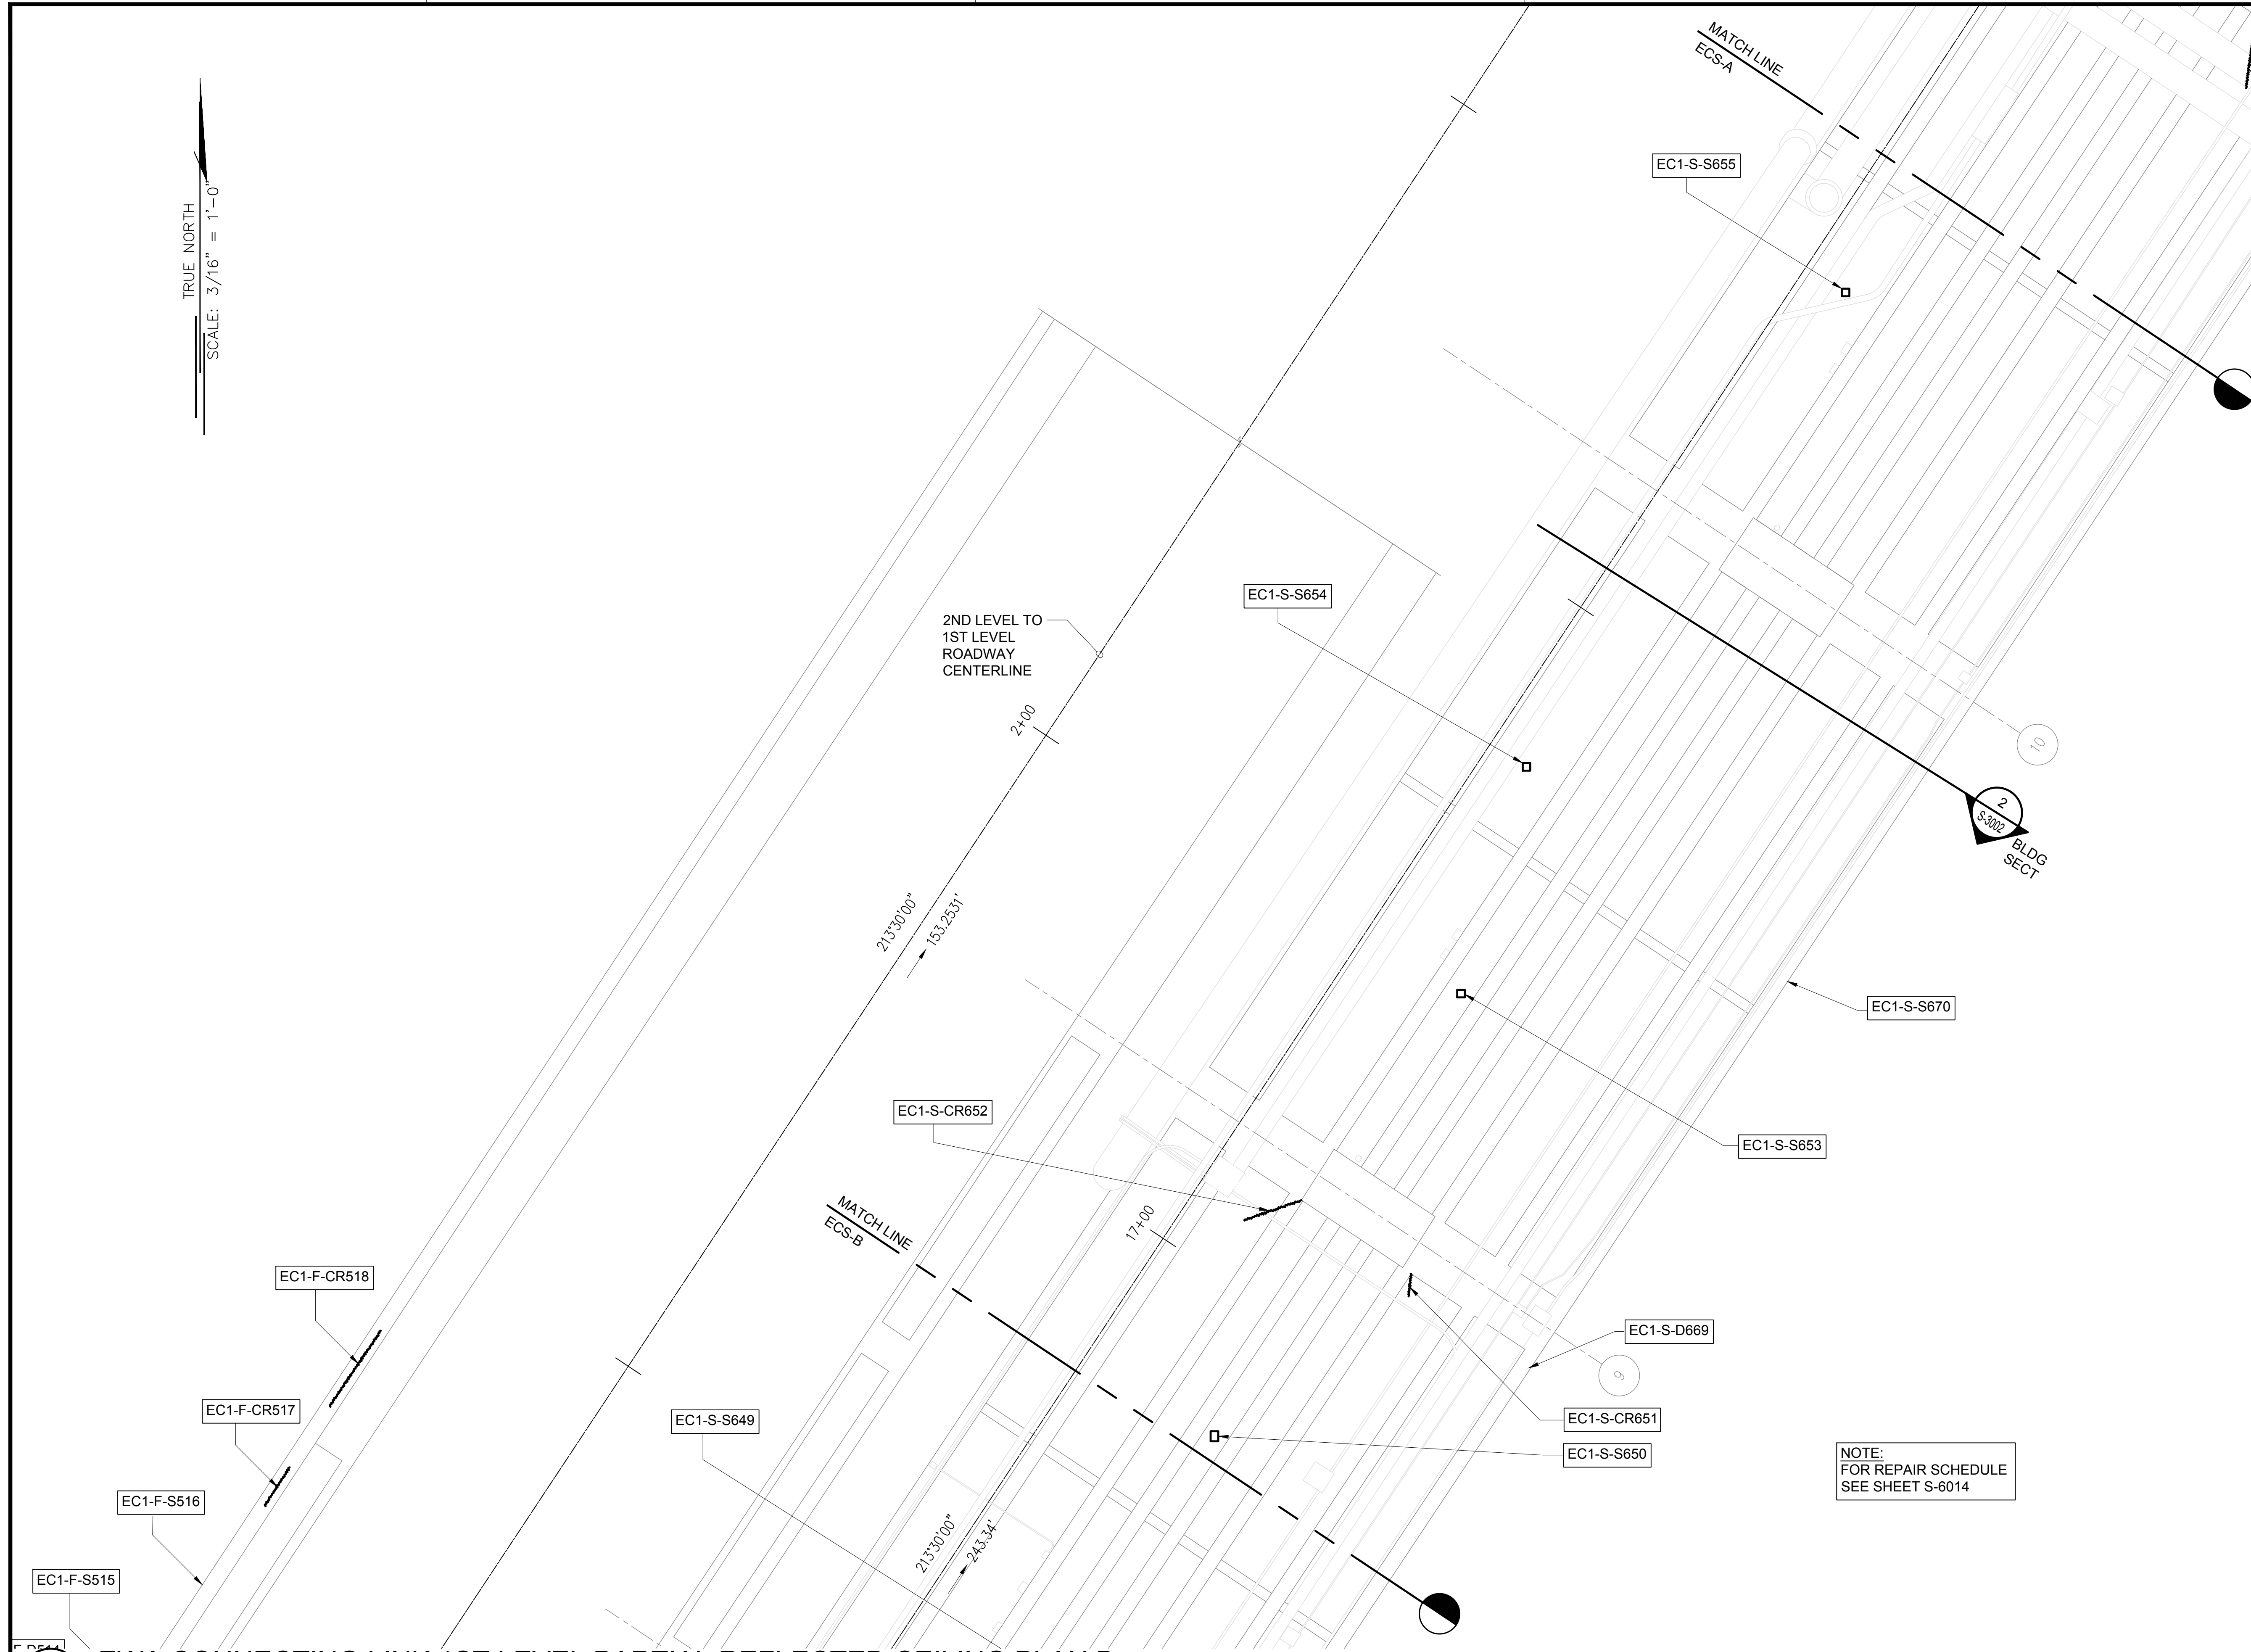 MATCH LINE
ECS-A
EC1-S-S655
TRUE NORTH
SCALE: 3/16" = 1'-0"
EC1-S-S654
2ND LEVEL TO
1ST LEVEL
ROADWAY
CENTERLINE
2+00
10
2
S-3002
BLDG
SECT
213°30'00"
153.2531'
EC1-S-S670
EC1-S-CR652
EC1-S-S653
MATCH LINE
ECS-B
17+00
EC1-F-CR518
EC1-S-D669
9
EC1-F-CR517
EC1-S-S649
EC1-S-CR651
EC1-S-S650
NOTE:
FOR REPAIR SCHEDULE
SEE SHEET S-6014
EC1-F-S516
213°30'00"
243.34'
EC1-F-S515